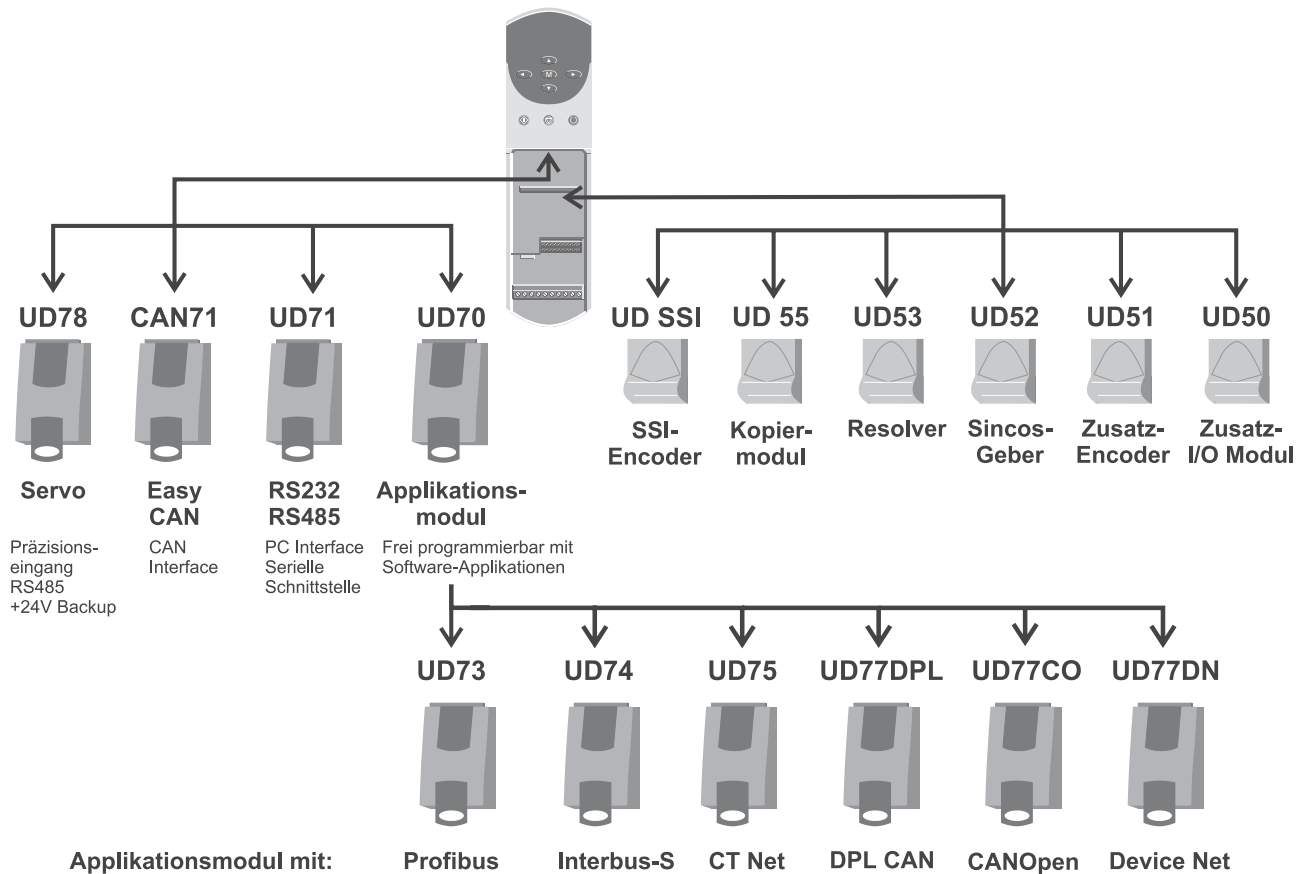 M
UD78
CAN71
UD71
UD70
UD SSI
UD 55
UD53
UD52
UD51
UD50
Servo
Präzisions-
eingang
RS485
+24V Backup
Easy
CAN
CAN
Interface
RS232
RS485
PC Interface
Serielle
Schnittstelle
Applikations-
modul
Frei programmierbar mit
Software-Applikationen
SSI-
Encoder
Kopier-
modul
Resolver
Sincos-
Geber
Zusatz-
Encoder
Zusatz-
I/O Modul
UD73
UD74
UD75
UD77DPL
UD77CO
UD77DN
Applikationsmodul mit:
Profibus
Interbus-S
CT Net
DPL CAN
CANOpen
Device Net